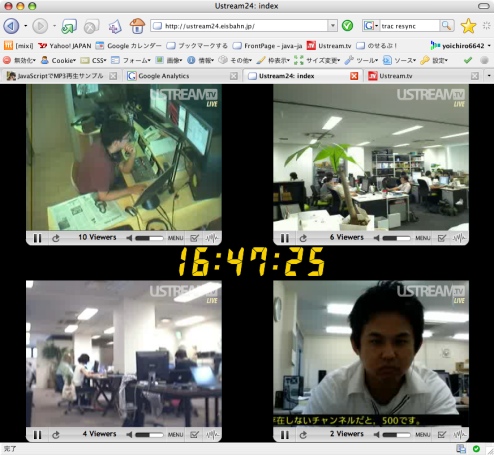 Ustream24: index
http://ustream24.eisbahn.jp/
trac resync
[mixi] Yahoo! JAPAN Google カレンダー ブックマークする FrontPage - java-ja Ustream.tv のせるぶ! yoichiro6642
無効化 Cookie CSS フォーム 画像 情報 その他 枠表示 サイズ変更 ツール ソース 設定
JavaScriptでMP3再生サンプル Google Analytics Ustream24: index Ustream.tv
USTREAM TV
LIVE
10 Viewers MENU
USTREAM TV
LIVE
6 Viewers MENU
16:47:25
USTREAM TV
LIVE
4 Viewers MENU
USTREAM TV
LIVE
存在しないチャンネルだと，500です。
2 Viewers MENU
完了